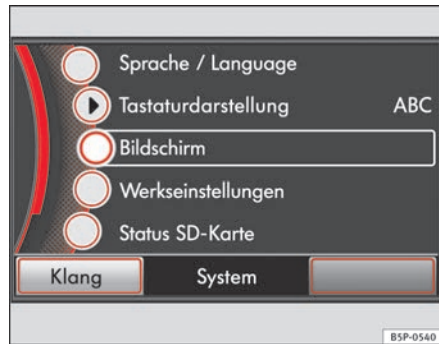 Sprache / Language
Tastaturdarstellung ABC
Bildschirm
Werkseinstellungen
Status SD-Karte
Klang System
B5P-0540